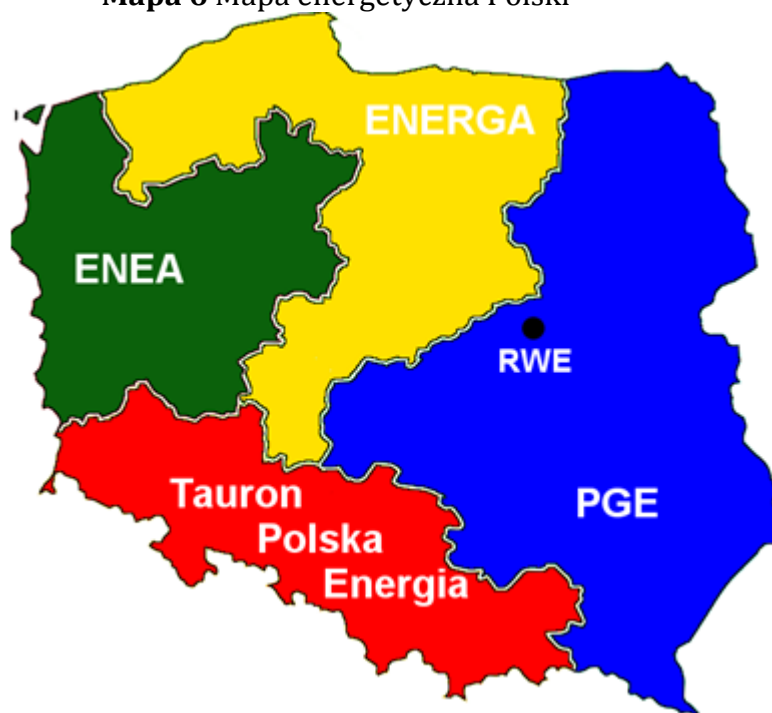 Mapa 6 Mapa energetyczna Polski
ENERGA
ENEA
RWE
PGE
Tauron
Polska
Energia